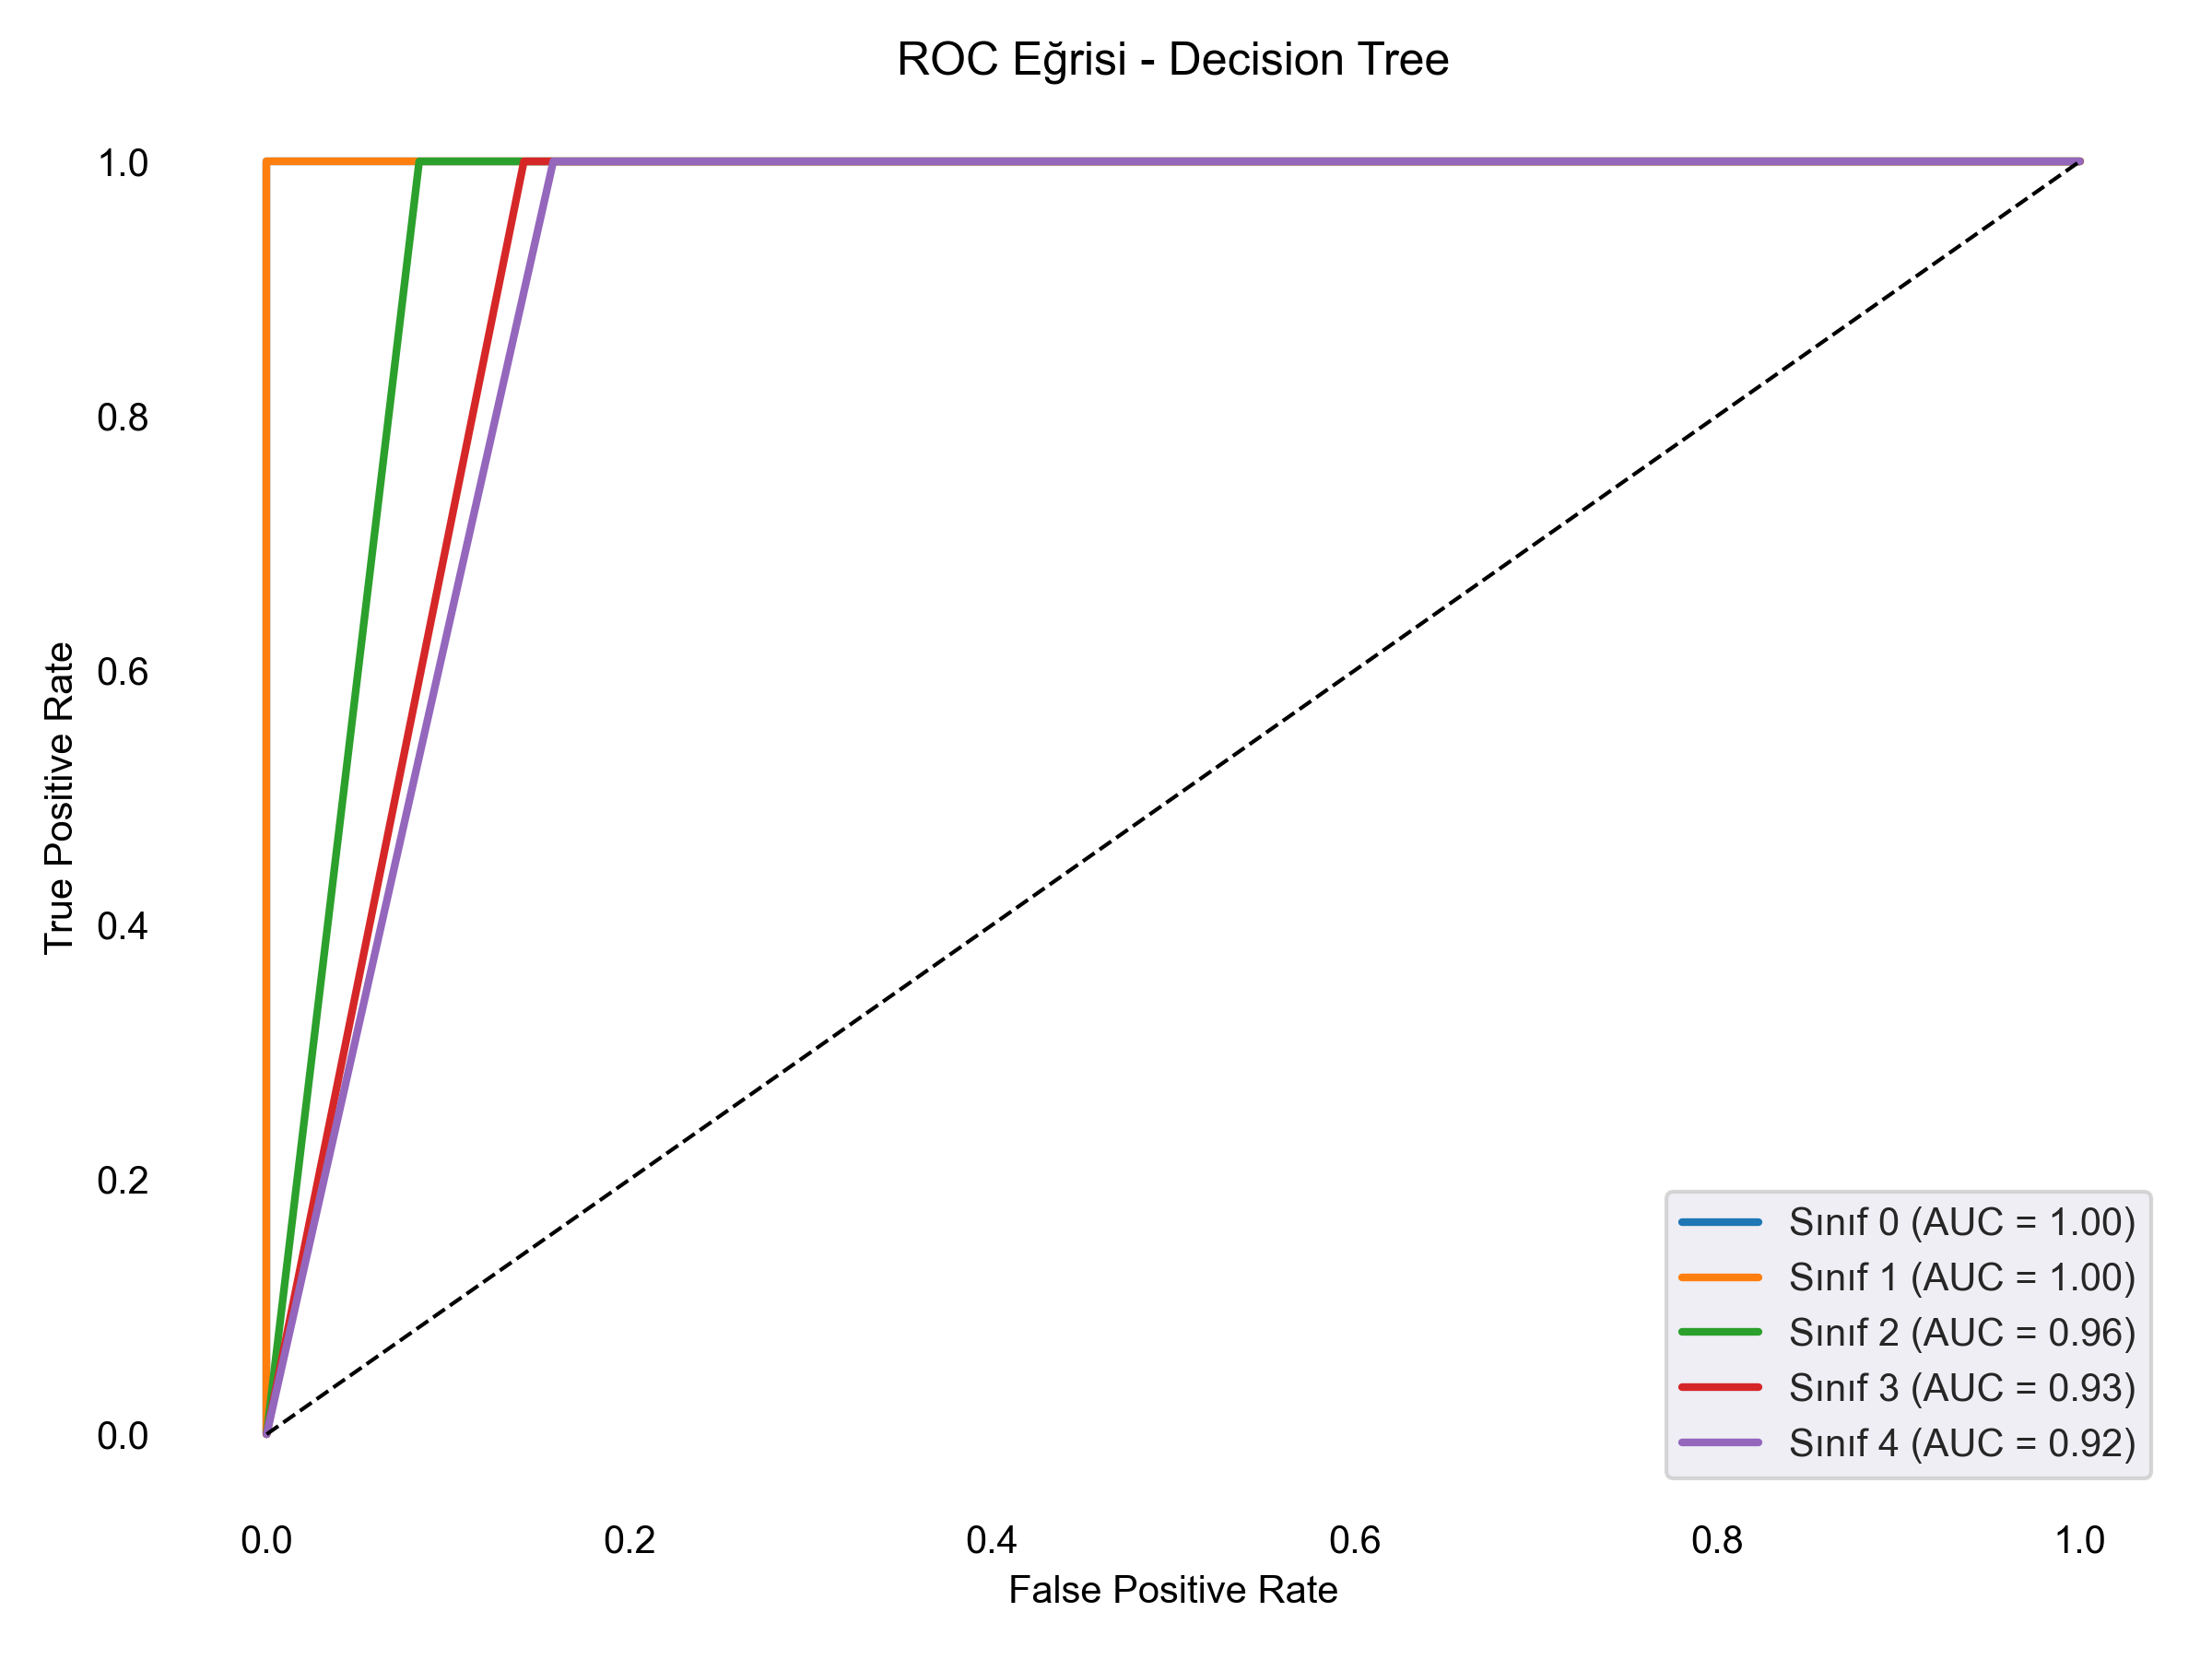 ROC Eğrisi - Decision Tree
True Positive Rate
1.0
0.8
0.6
0.4
0.2
0.0
Sınıf 0 (AUC = 1.00)
Sınıf 1 (AUC = 1.00)
Sınıf 2 (AUC = 0.96)
Sınıf 3 (AUC = 0.93)
Sınıf 4 (AUC = 0.92)
0.0 0.2 0.4 0.6 0.8 1.0
False Positive Rate